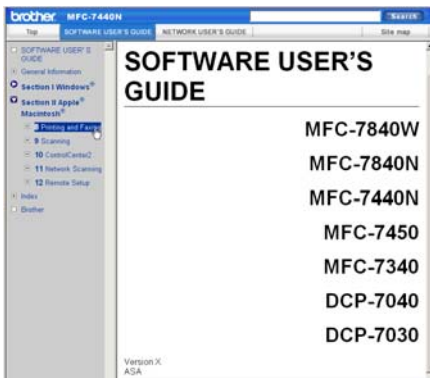 brother MFC-7440N Search
Top SOFTWARE USER'S GUIDE NETWORK USER'S GUIDE Site map
SOFTWARE USER'S
GUIDE
General Information
Section I Windows®
Section II Apple®
Macintosh®
8 Printing and Faxing
9 Scanning
10 ControlCenter2
11 Network Scanning
12 Remote Setup
Index
Brother
SOFTWARE USER'S
GUIDE
MFC-7840W
MFC-7840N
MFC-7440N
MFC-7450
MFC-7340
DCP-7040
DCP-7030
Version X
ASA